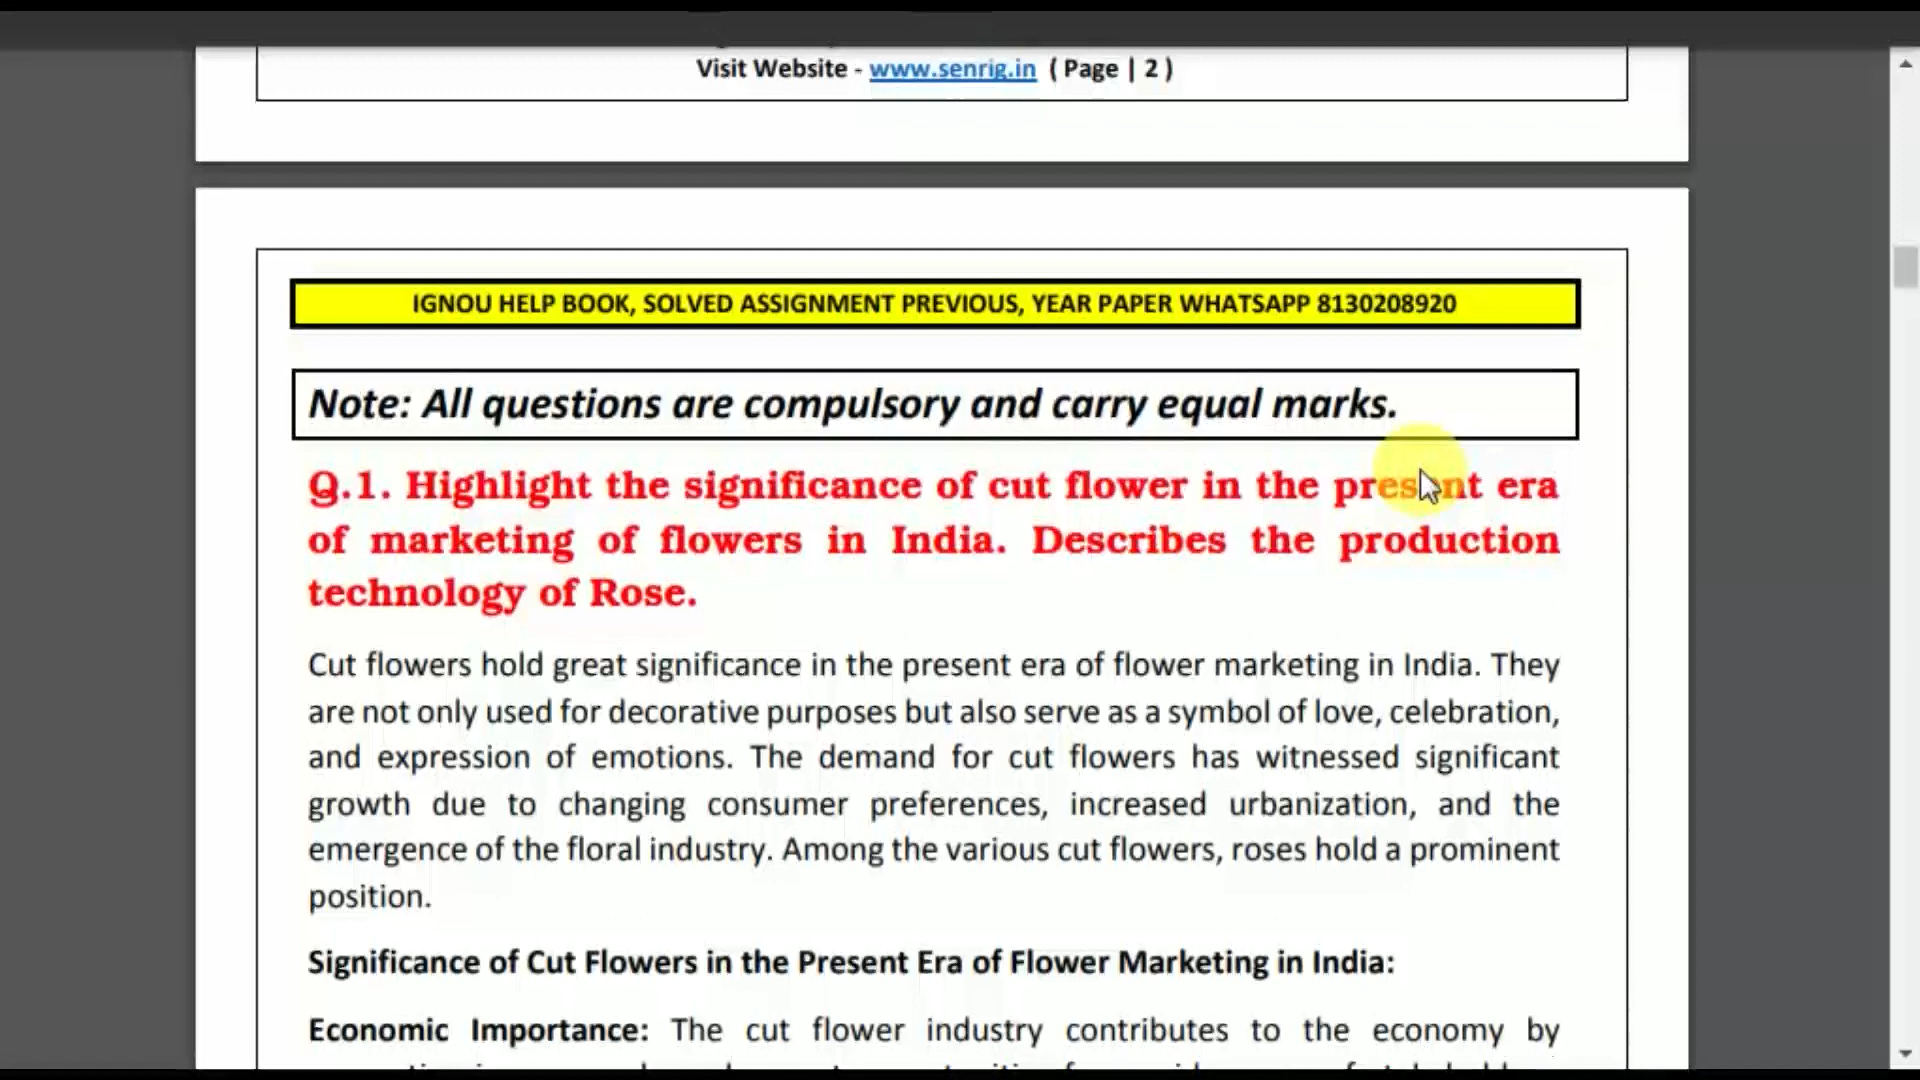 Visit Website - www.senrig.in ( Page | 2 )
IGNOU HELP BOOK, SOLVED ASSIGNMENT PREVIOUS, YEAR PAPER WHATSAPP 8130208920
Note: All questions are compulsory and carry equal marks.
Q.1. Highlight the significance of cut flower in the present era
of marketing of flowers in India. Describes the production
technology of Rose.
Cut flowers hold great significance in the present era of flower marketing in India. They
are not only used for decorative purposes but also serve as a symbol of love, celebration,
and expression of emotions. The demand for cut flowers has witnessed significant
growth due to changing consumer preferences, increased urbanization, and the
emergence of the floral industry. Among the various cut flowers, roses hold a prominent
position.
Significance of Cut Flowers in the Present Era of Flower Marketing in India:
Economic Importance: The cut flower industry contributes to the economy by